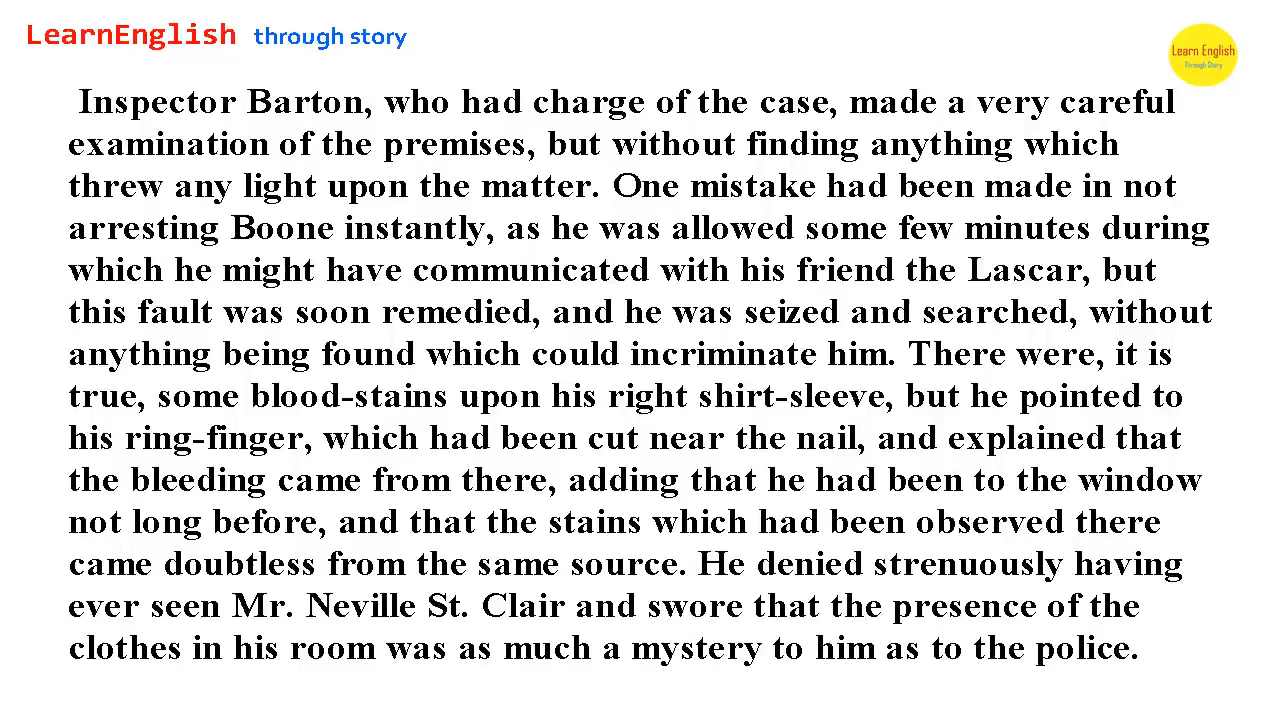 LearnEnglish through story
Learn English
Through Story
Inspector Barton, who had charge of the case, made a very careful
examination of the premises, but without finding anything which
threw any light upon the matter. One mistake had been made in not
arresting Boone instantly, as he was allowed some few minutes during
which he might have communicated with his friend the Lascar, but
this fault was soon remedied, and he was seized and searched, without
anything being found which could incriminate him. There were, it is
true, some blood-stains upon his right shirt-sleeve, but he pointed to
his ring-finger, which had been cut near the nail, and explained that
the bleeding came from there, adding that he had been to the window
not long before, and that the stains which had been observed there
came doubtless from the same source. He denied strenuously having
ever seen Mr. Neville St. Clair and swore that the presence of the
clothes in his room was as much a mystery to him as to the police.